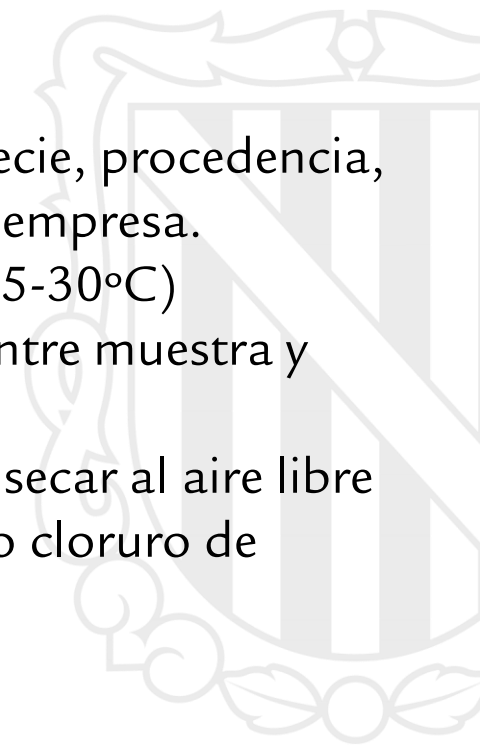 ecie, procedencia,
empresa.
5-30ºC)
ntre muestra y
secar al aire libre
o cloruro de